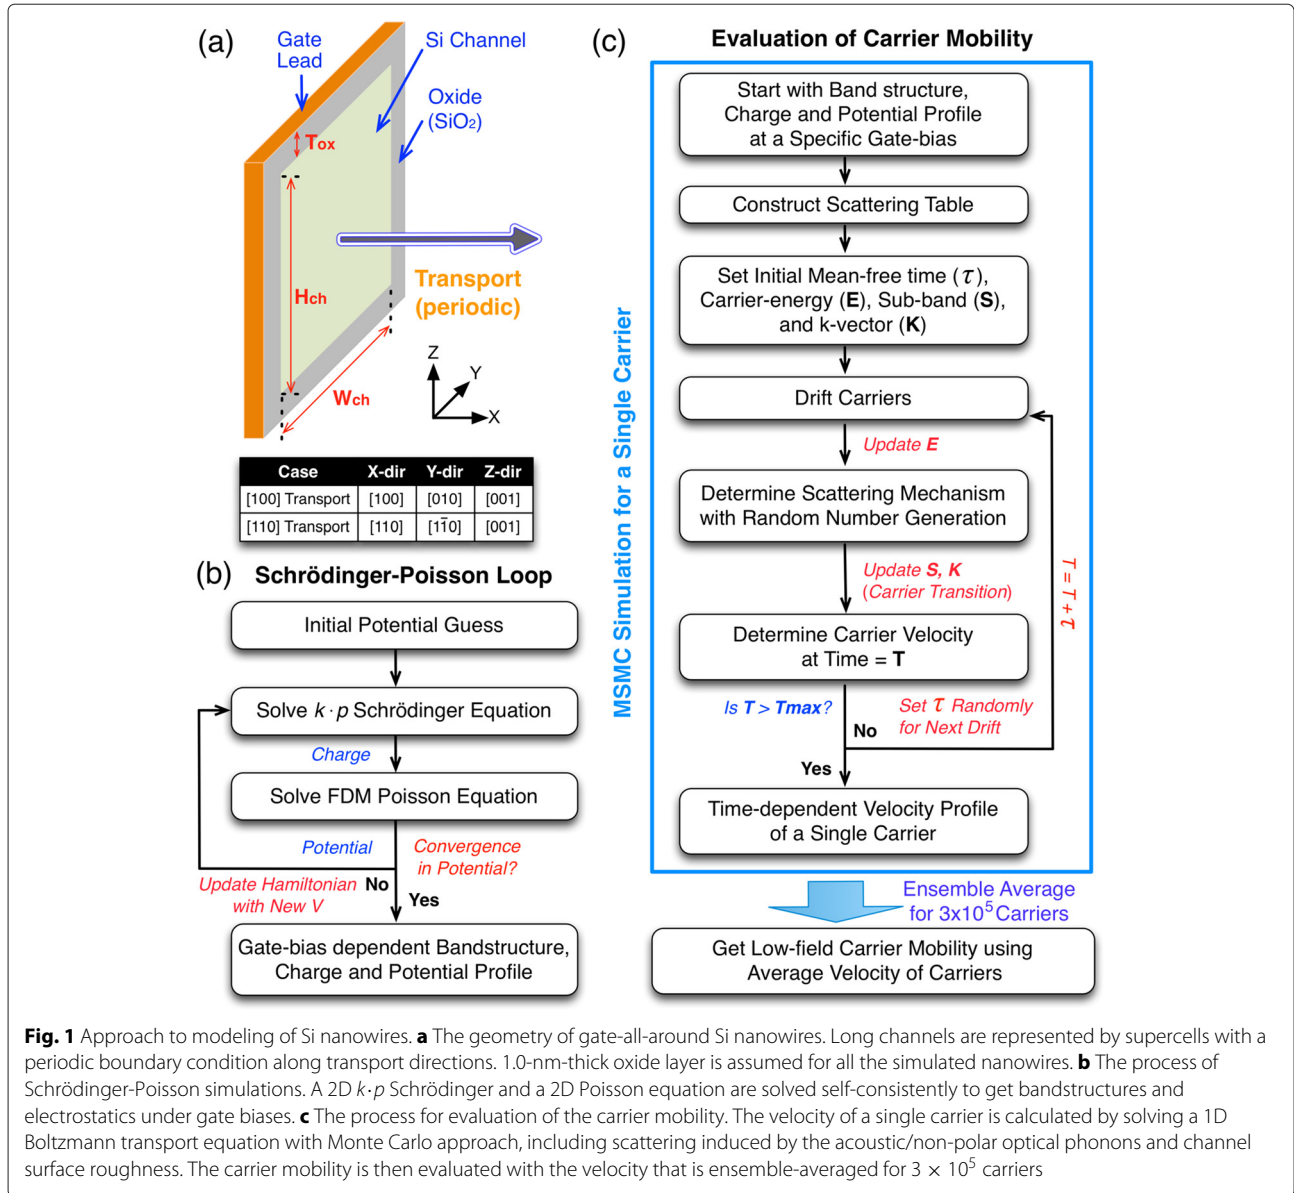 (a)
Gate
Lead
Si Channel
Oxide
(SiO₂)
Tox
Hch
Wch
Transport
(periodic)
Z
Y
X
Case X-dir Y-dir Z-dir
[100] Transport [100] [010] [001]
[110] Transport [110] [11̄0] [001]
(b) Schrödinger-Poisson Loop
Initial Potential Guess
Solve k·p Schrödinger Equation
Charge
Solve FDM Poisson Equation
Potential
Convergence
in Potential?
Update Hamiltonian
with New V
No
Yes
Gate-bias dependent Bandstructure,
Charge and Potential Profile
(c) Evaluation of Carrier Mobility
MSMC Simulation for a Single Carrier
Start with Band structure,
Charge and Potential Profile
at a Specific Gate-bias
Construct Scattering Table
Set Initial Mean-free time (τ),
Carrier-energy (E), Sub-band (S),
and k-vector (K)
Drift Carriers
Update E
Determine Scattering Mechanism
with Random Number Generation
Update S, K
(Carrier Transition)
T = T + τ
Determine Carrier Velocity
at Time = T
Is T > Tmax?
Set τ Randomly
for Next Drift
No
Yes
Time-dependent Velocity Profile
of a Single Carrier
Ensemble Average
for 3x10⁵ Carriers
Get Low-field Carrier Mobility using
Average Velocity of Carriers
Fig. 1 Approach to modeling of Si nanowires. a The geometry of gate-all-around Si nanowires. Long channels are represented by supercells with a
periodic boundary condition along transport directions. 1.0-nm-thick oxide layer is assumed for all the simulated nanowires. b The process of
Schrödinger-Poisson simulations. A 2D k·p Schrödinger and a 2D Poisson equation are solved self-consistently to get bandstructures and
electrostatics under gate biases. c The process for evaluation of the carrier mobility. The velocity of a single carrier is calculated by solving a 1D
Boltzmann transport equation with Monte Carlo approach, including scattering induced by the acoustic/non-polar optical phonons and channel
surface roughness. The carrier mobility is then evaluated with the velocity that is ensemble-averaged for 3 × 10⁵ carriers